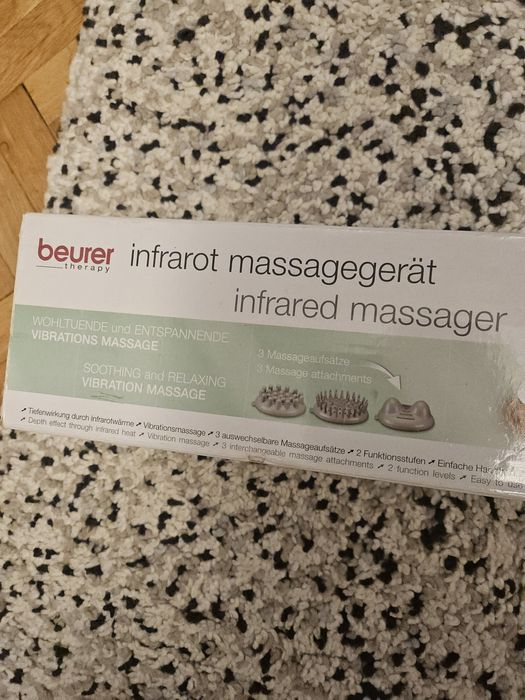 beurer
therapy
infrarot massagegerät
infrared massager
WOHLTUENDE und ENTSPANNENDE
VIBRATIONS MASSAGE
SOOTHING and RELAXING
VIBRATION MASSAGE
3 Massageaufsätze
3 Massage attachments
Tiefenwirkung durch Infrarotwärme Vibrationsmassage 3 auswechselbare Massageaufsätze 2 Funktionsstufen Einfache
Depth effect through infrared heat Vibration massage 3 interchangeable massage attachments 2 function levels Easy to use